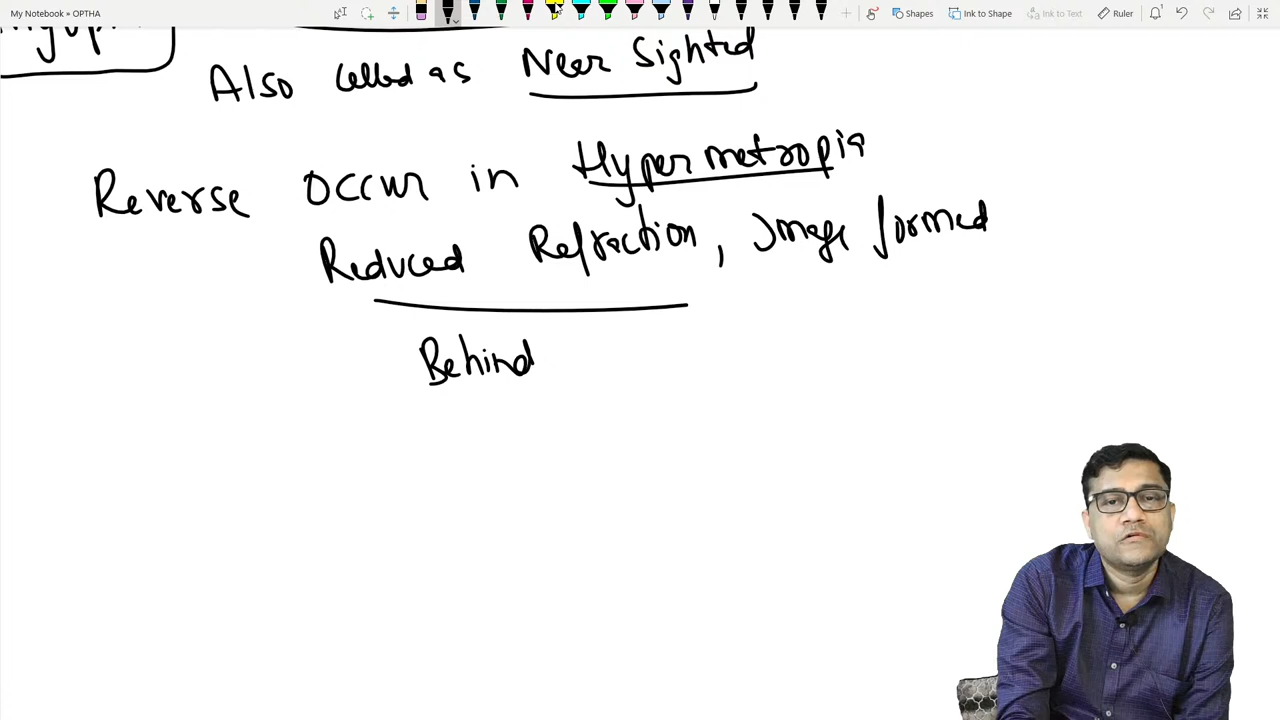 My Notebook » OPTHA
Shapes
Ink to Shape
Ink to Text
Ruler
Also called as Near Sighted
Reverse Occur in Hypermetropia
Reduced Refraction, Image formed
Behind